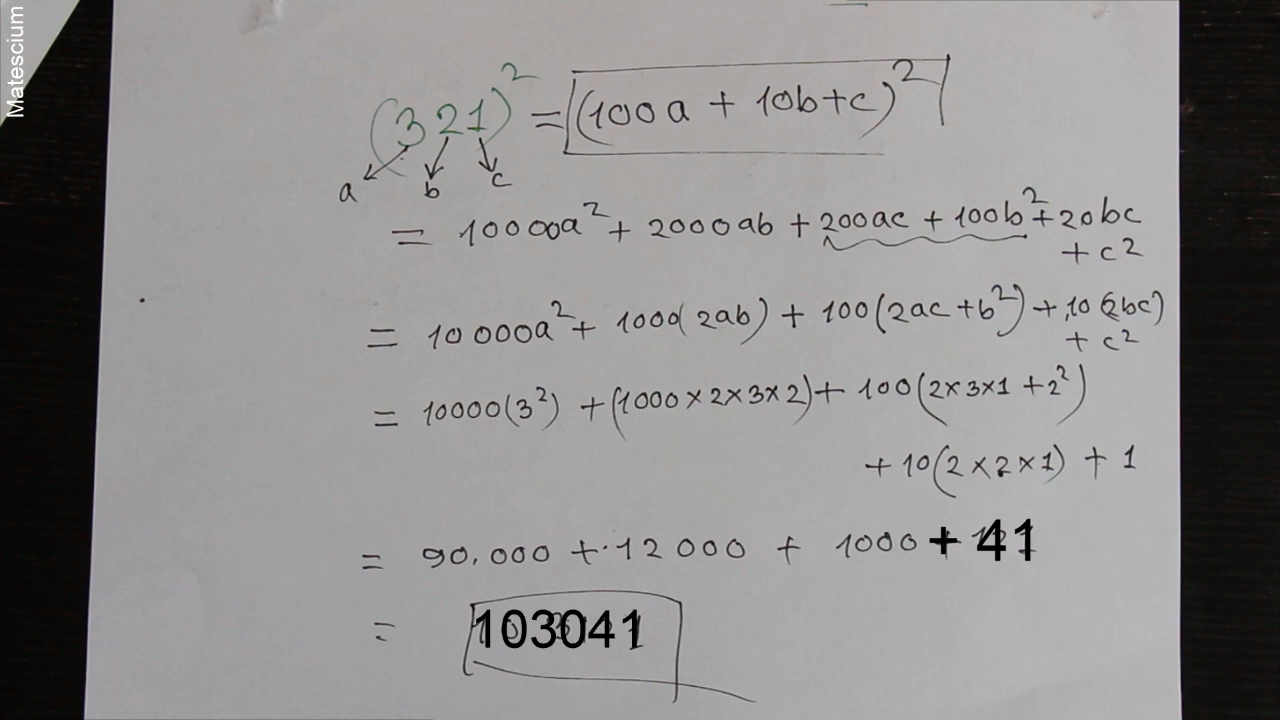 Matescium
(321)² = (100a + 10b+c)²
a b c
= 10000a² + 2000ab + 200ac + 100b² + 20bc
+ c²
= 10000a² + 1000(2ab) + 100(2ac + b²) + 10(2bc)
+ c²
= 10000(3²) + (1000×2×3×2) + 100(2×3×1 + 2²)
+ 10(2×2×1) + 1
= 90,000 + 12000 + 1000 + 41
= 103041